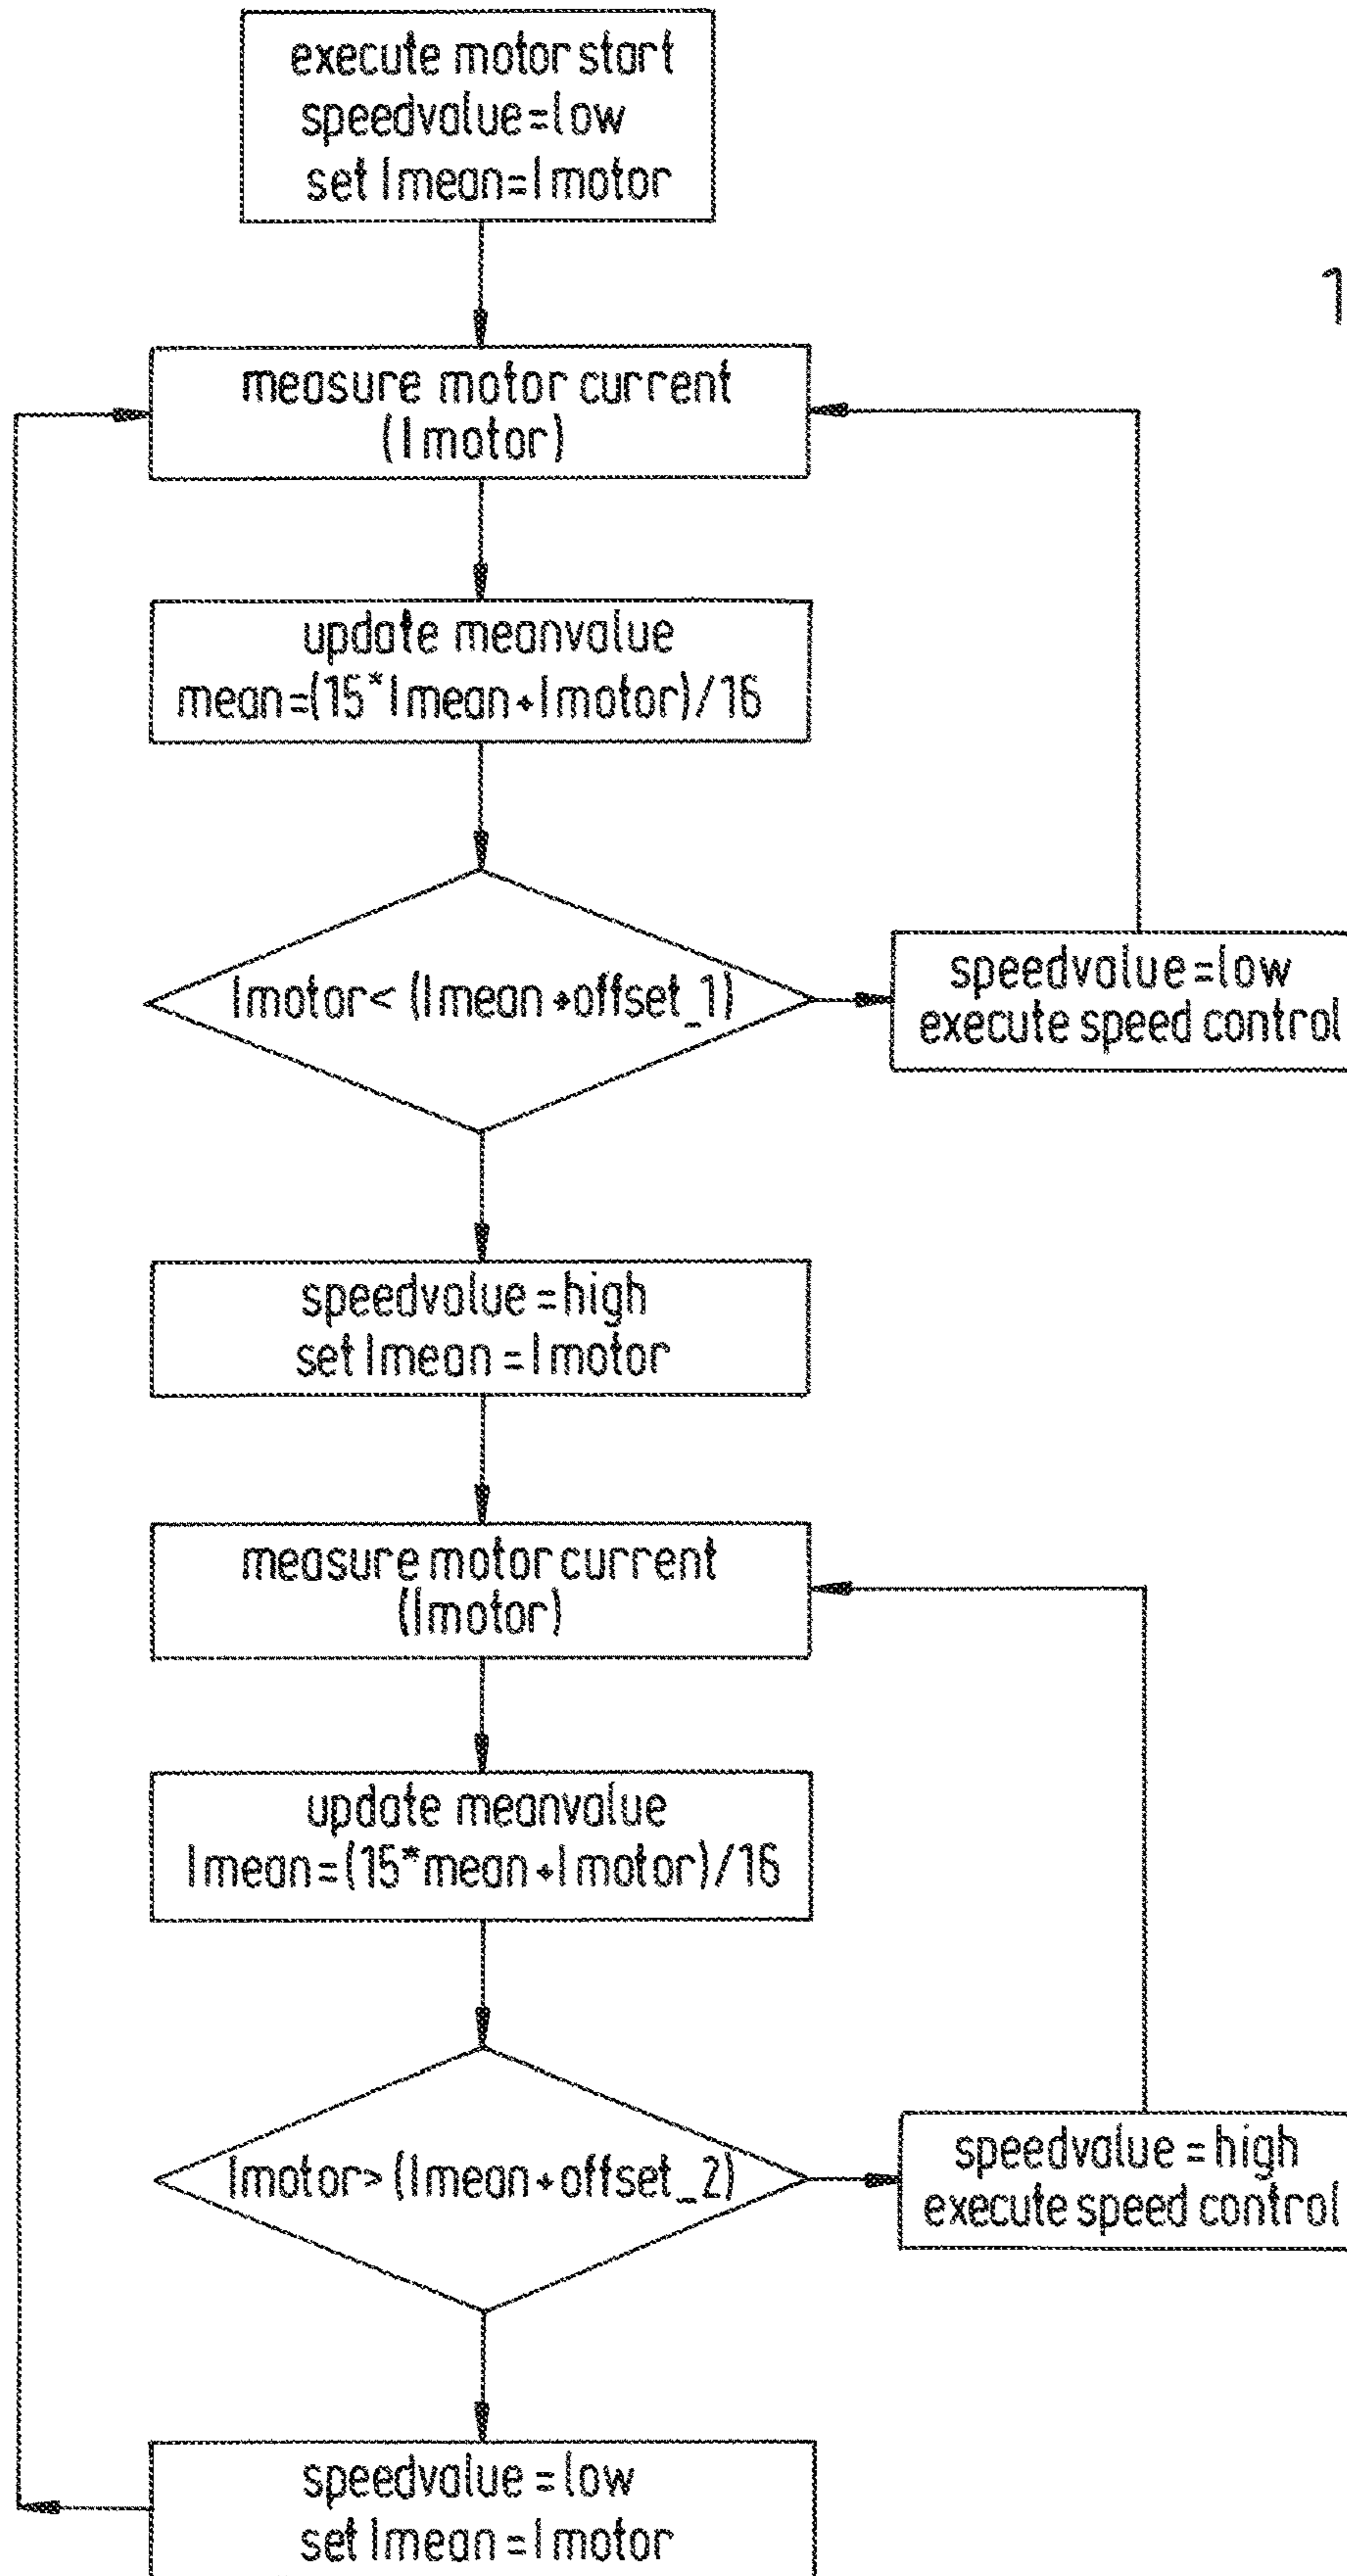 execute motor start
speedvalue=low
set Imean=Imotor
1
measure motor current
(Imotor)
update meanvalue
mean=(15*Imean+Imotor)/16
Imotor< (Imean+offset_1)
speedvalue=low
execute speed control
speedvalue=high
set Imean=Imotor
measure motor current
(Imotor)
update meanvalue
Imean=(15*mean+Imotor)/16
Imotor> (Imean+offset_2)
speedvalue=high
execute speed control
speedvalue=low
set Imean=Imotor